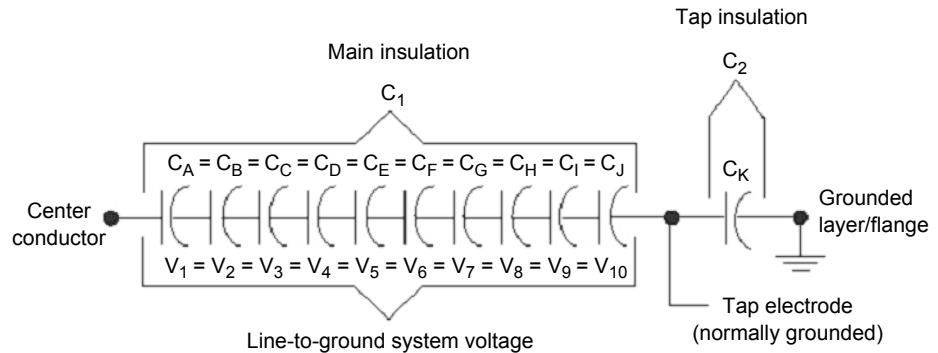 Tap insulation
Main insulation
C2
C1
CA = CB = CC = CD = CE = CF = CG = CH = CI = CJ
CK
Center
conductor
Grounded
layer/flange
V1 = V2 = V3 = V4 = V5 = V6 = V7 = V8 = V9 = V10
Tap electrode
(normally grounded)
Line-to-ground system voltage